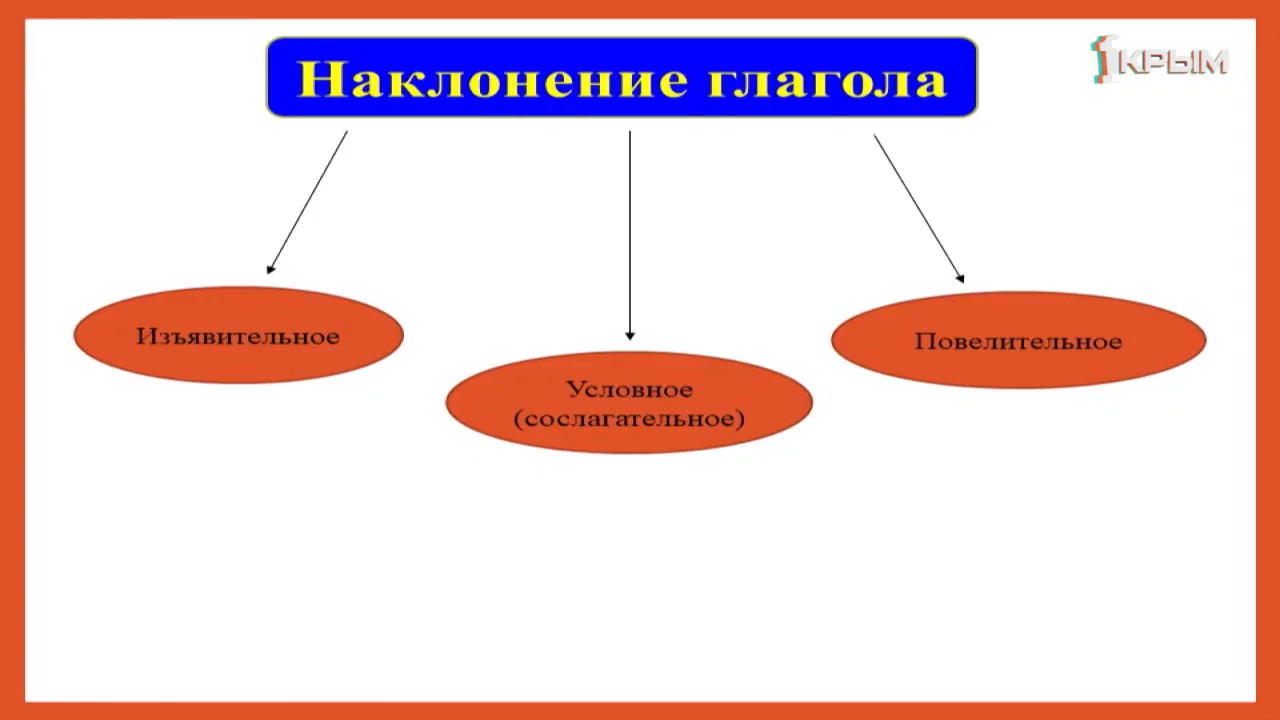 Наклонение глагола
1КРЫМ
Изъявительное
Условное
(сослагательное)
Повелительное